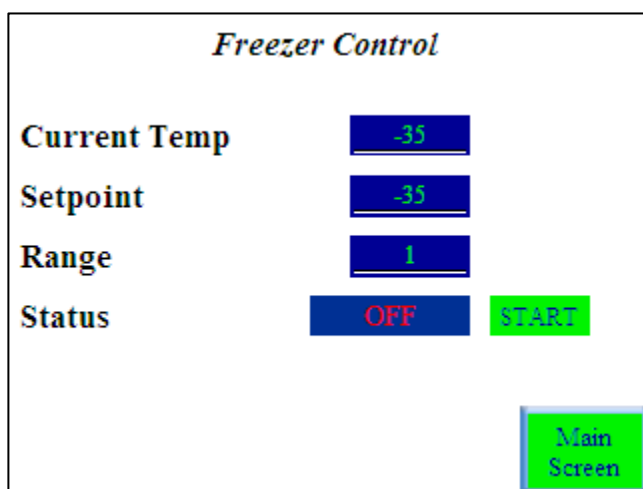 Freezer Control
Current Temp -35
Setpoint -35
Range 1
Status OFF START
Main
Screen